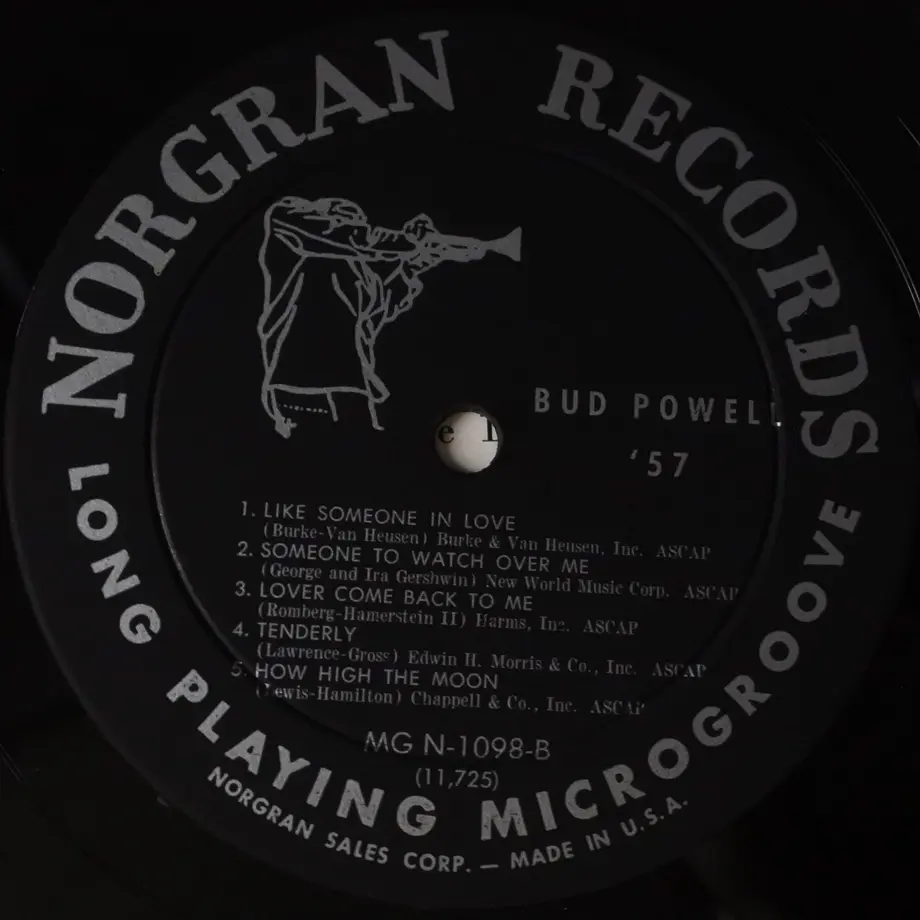 NORGRAN RECORDS
BUD POWELL
'57
1. LIKE SOMEONE IN LOVE
(Burke-Van Heusen) Burke & Van Heusen, Inc. ASCAP
2. SOMEONE TO WATCH OVER ME
(George and Ira Gershwin) New World Music Corp. ASCAP
3. LOVER COME BACK TO ME
(Romberg-Hamerstein II) Harms, Inc. ASCAP
4. TENDERLY
(Lawrence-Gross) Edwin H. Morris & Co., Inc. ASCAP
5. HOW HIGH THE MOON
(Lewis-Hamilton) Chappell & Co., Inc. ASCAP
MG N-1098-B
(11,725)
LONG PLAYING MICROGROOVE
NORGRAN SALES CORP. — MADE IN U.S.A.